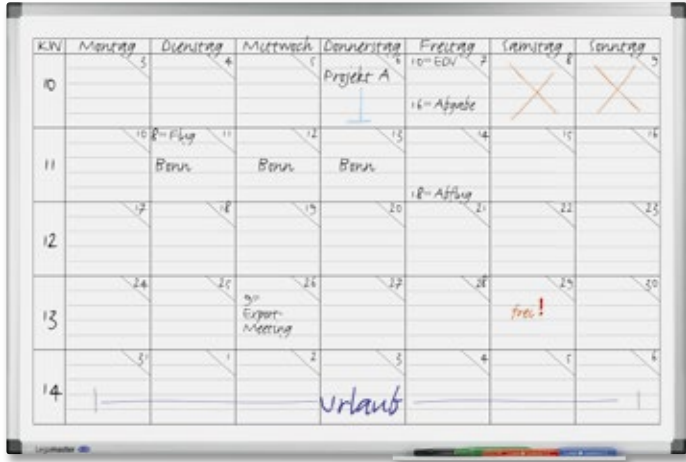 KW Montag Dienstag Mittwoch Donnerstag Freitag Samstag Sonntag
3 4 5 6 10⁰⁰ EDV 7 8 9
10 Projekt A
16⁰⁰ Abgabe
10 8⁰⁰ Flug 11 12 13 14 15 16
11 Bonn Bonn Bonn
18⁰⁰ Abflug
17 18 19 20 21 22 23
12
24 25 26 27 28 29 30
9⁰⁰
13 Export- frei!
Meeting
31 1 2 3 4 5 6
14 Urlaub
Legamaster